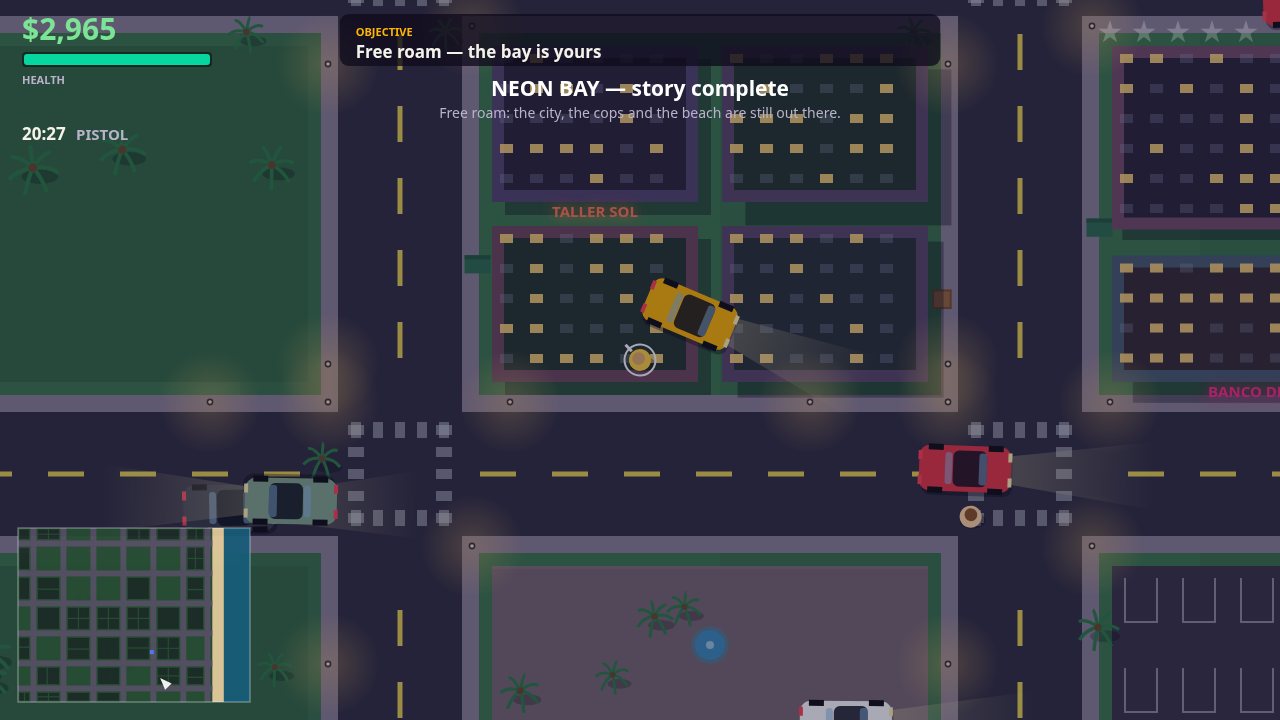 $2,965
HEALTH
20:27 PISTOL
OBJECTIVE
Free roam — the bay is yours
NEON BAY — story complete
Free roam: the city, the cops and the beach are still out there.
TALLER SOL
BANCO